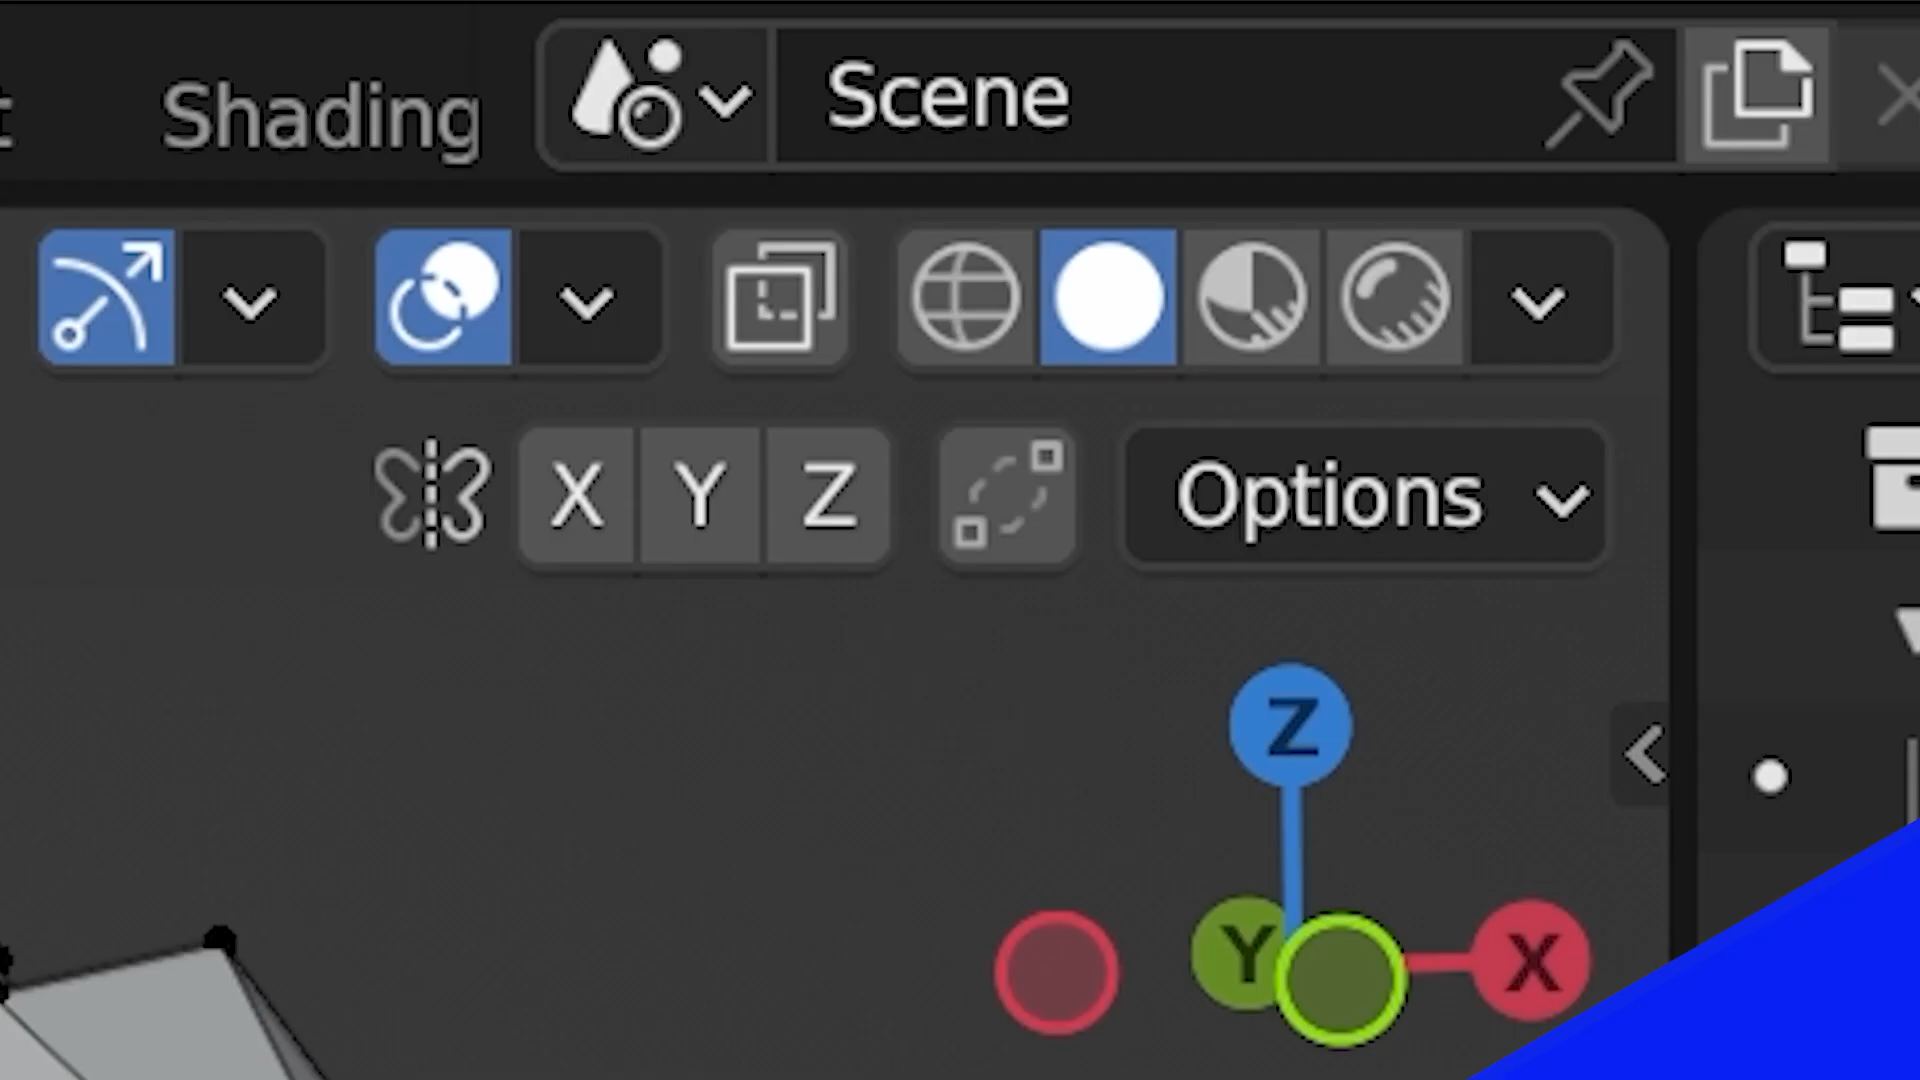 Shading
Scene
X Y Z
Options
Z
Y
X